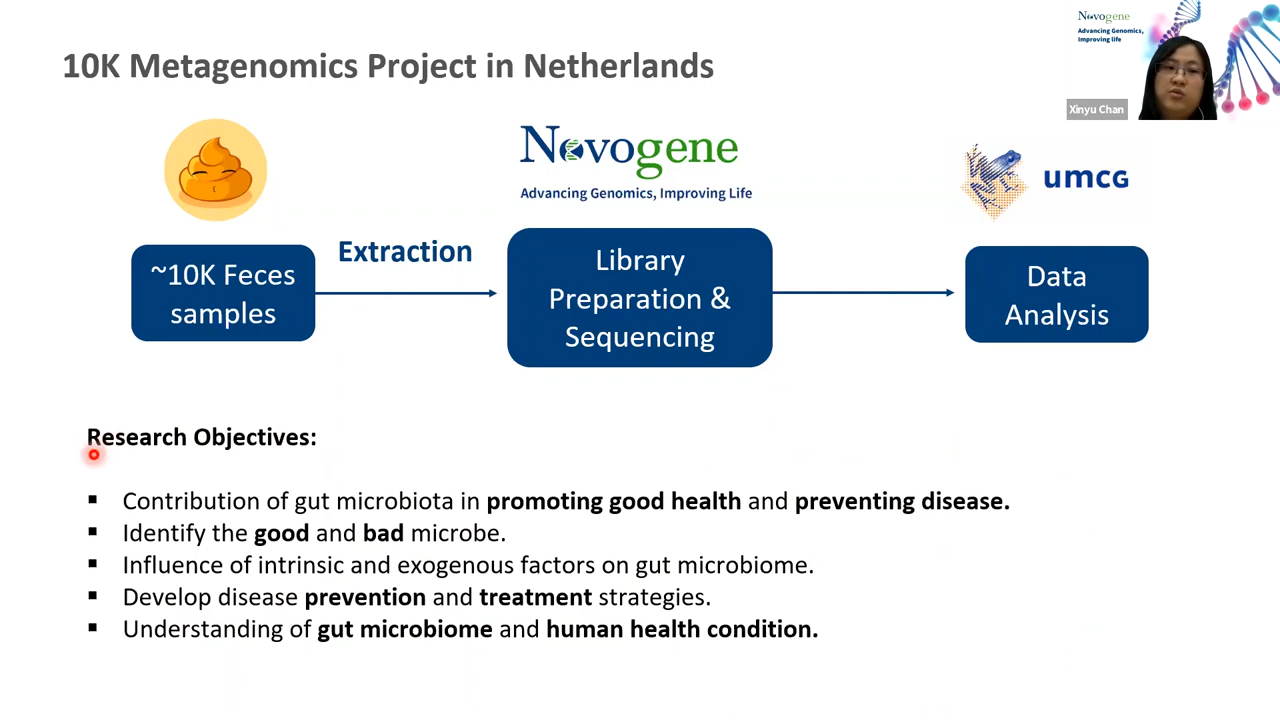 Novogene
Advancing Genomics,
Improving life
Xinyu Chan
10K Metagenomics Project in Netherlands
Novogene
Advancing Genomics, Improving Life
umcg
~10K Feces
samples
Extraction
Library
Preparation &
Sequencing
Data
Analysis
Research Objectives:
▪ Contribution of gut microbiota in promoting good health and preventing disease.
▪ Identify the good and bad microbe.
▪ Influence of intrinsic and exogenous factors on gut microbiome.
▪ Develop disease prevention and treatment strategies.
▪ Understanding of gut microbiome and human health condition.